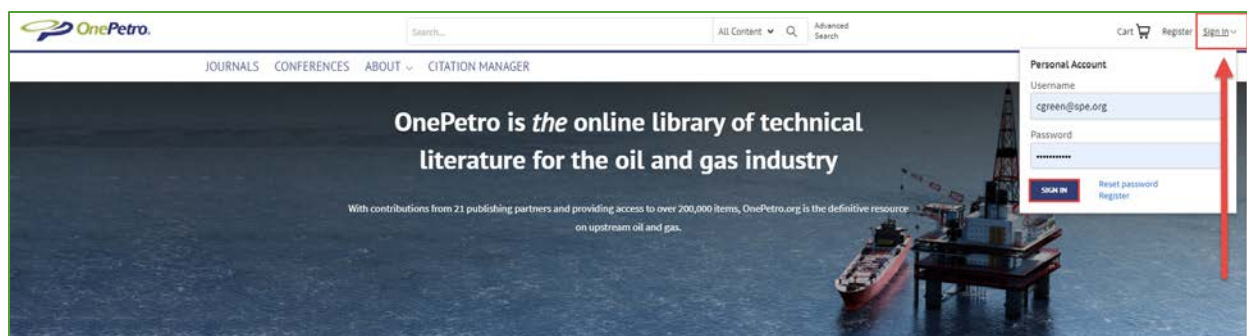 OnePetro.
Search...
All Content
Advanced
Search
Cart
Register
Sign In
JOURNALS CONFERENCES ABOUT CITATION MANAGER
Personal Account
Username
cgreen@spe.org
Password
••••••••••
SIGN IN
Reset password
Register
OnePetro is the online library of technical
literature for the oil and gas industry
With contributions from 21 publishing partners and providing access to over 200,000 items, OnePetro.org is the definitive resource
on upstream oil and gas.